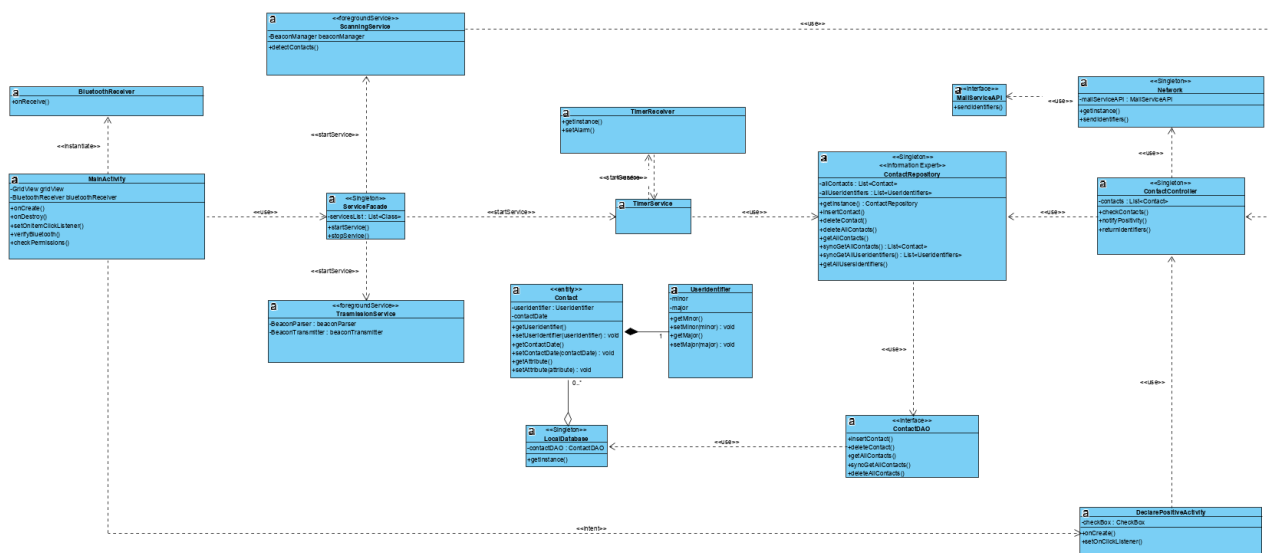 <<foregroundService>>
ScanningService
-BeaconManager beaconManager
+detectContacts()
<<use>>
BluetoothReceiver
+onReceive()
<<instantiate>>
<<startService>>
TimerReceiver
+getInstance()
+setAlarm()
<<Interface>>
MailServiceAPI
+sendIdentifiers()
<<use>>
<<Singleton>>
Network
-mailServiceAPI : MailServiceAPI
+getInstance()
+sendIdentifiers()
<<use>>
MainActivity
-GridView gridView
-BluetoothReceiver bluetoothReceiver
+onCreate()
+onDestroy()
+setOnItemClickListener()
+verifyBluetooth()
+checkPermissions()
<<use>>
<<Singleton>>
ServiceFacade
-servicesList : List<Class>
+startService()
+stopService()
<<startService>>
TimerService
<<use>>
<<Singleton>>
<<Information Expert>>
ContactRepository
-allContacts : List<Contact>
-allUserIdentifiers : List<UserIdentifiers>
+getInstance() : ContactRepository
+insertContact()
+deleteContact()
+deleteAllContacts()
+getAllContacts()
+syncGetAllContacts() : List<Contact>
+syncGetAllUserIdentifiers() : List<UserIdentifiers>
+getAllUsersIdentifiers()
<<use>>
<<Singleton>>
ContactController
-contacts : List<Contact>
+checkContacts()
+notifyPositivity()
+returnIdentifiers()
<<startService>>
<<foregroundService>>
TrasmissionService
-BeaconParser : beaconParser
-BeaconTransmitter : beaconTransmitter
<<entity>>
Contact
-userIdentifier : UserIdentifier
-contactDate
+getUserIdentifier()
+setUserIdentifier(userIdentifier) : void
+getContactDate()
+setContactDate(contactDate) : void
+getAttribute()
+setAttribute(attribute) : void
1
UserIdentifier
-minor
-major
+getMinor()
+setMinor(minor) : void
+getMajor()
+setMajor(major) : void
0..*
<<use>>
<<use>>
<<Singleton>>
LocalDatabase
-contactDAO : ContactDAO
+getInstance()
<<use>>
<<Interface>>
ContactDAO
+insertContact()
+deleteContact()
+getAllContacts()
+syncGetAllContacts()
+deleteAllContacts()
<<intent>>
DeclarePositiveActivity
-checkBox : CheckBox
+onCreate()
+setOnClickListener()